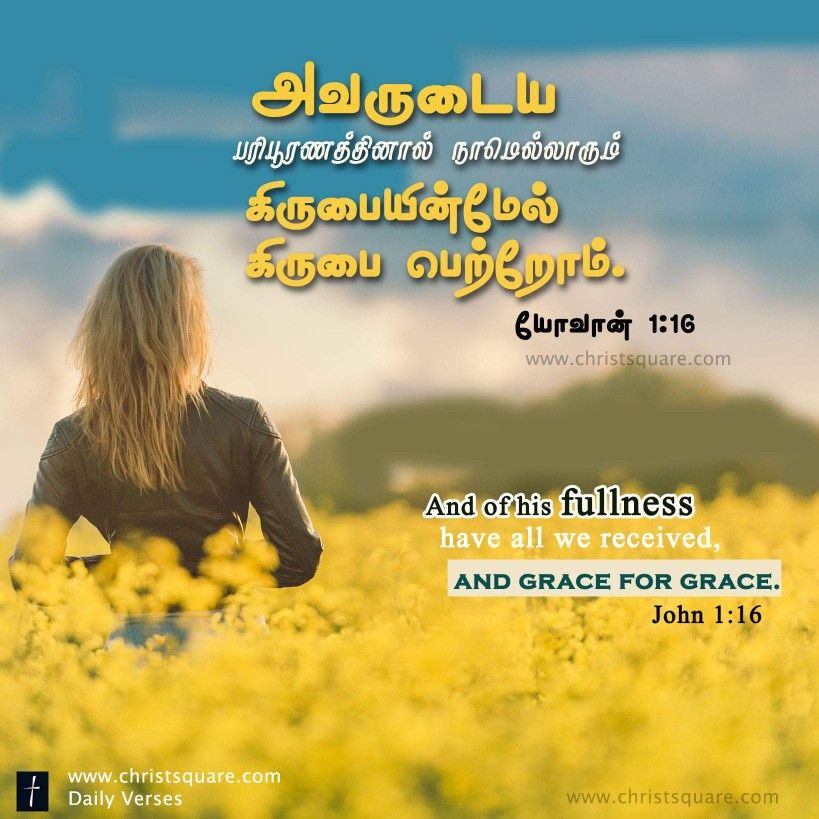 அவருடைய
பரிபூரணத்தினால் நாமெல்லாரும்
கிருபையின்மேல்
கிருபை பெற்றோம்.
யோவான் 1:16
www.christsquare.com
And of his fullness
have all we received,
AND GRACE FOR GRACE.
John 1:16
www.christsquare.com
Daily Verses
www.christsquare.com